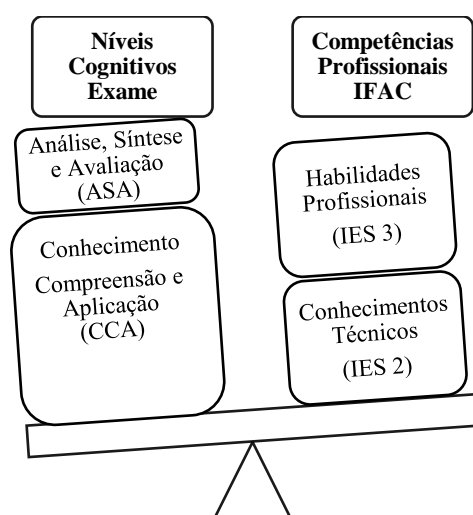 Níveis
Cognitivos
Exame
Competências
Profissionais
IFAC
Análise, Síntese
e Avaliação
(ASA)
Conhecimento
Compreensão e
Aplicação
(CCA)
Habilidades
Profissionais
(IES 3)
Conhecimentos
Técnicos
(IES 2)